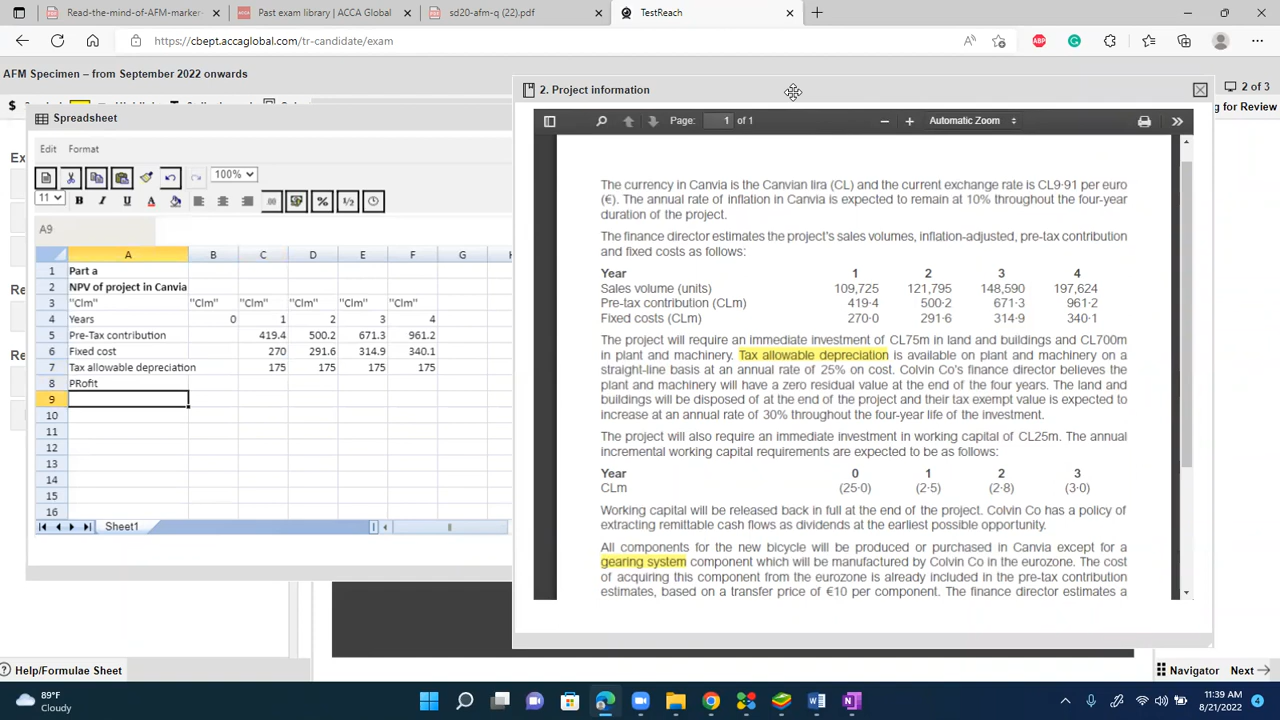 Read-the-mind-of-AFM-marker-
Past exam library | ACCA Global
sd20-afm-q (22).pdf
TestReach
https://cbept.accaglobal.com/tr-candidate/exam
AFM Specimen – from September 2022 onwards
2 of 3
2. Project information
Spreadsheet
ng for Review
Page: 1 of 1
Automatic Zoom
Edit Format
100%
11
B I U A
A9
A B C D E F G H
1 Part a
2 NPV of project in Canvia
3 "Clm" "Clm" "Clm" "Clm" "Clm" "Clm"
4 Years 0 1 2 3 4
5 Pre-Tax contribution 419.4 500.2 671.3 961.2
6 Fixed cost 270 291.6 314.9 340.1
7 Tax allowable depreciation 175 175 175 175
8 PRofit
9
10
11
12
13
14
15
16
Sheet1
The currency in Canvia is the Canvian lira (CL) and the current exchange rate is CL9·91 per euro
(€). The annual rate of inflation in Canvia is expected to remain at 10% throughout the four-year
duration of the project.
The finance director estimates the project's sales volumes, inflation-adjusted, pre-tax contribution
and fixed costs as follows:
Year 1 2 3 4
Sales volume (units) 109,725 121,795 148,590 197,624
Pre-tax contribution (CLm) 419·4 500·2 671·3 961·2
Fixed costs (CLm) 270·0 291·6 314·9 340·1
The project will require an immediate investment of CL75m in land and buildings and CL700m
in plant and machinery. Tax allowable depreciation is available on plant and machinery on a
straight-line basis at an annual rate of 25% on cost. Colvin Co's finance director believes the
plant and machinery will have a zero residual value at the end of the four years. The land and
buildings will be disposed of at the end of the project and their tax exempt value is expected to
increase at an annual rate of 30% throughout the four-year life of the investment.
The project will also require an immediate investment in working capital of CL25m. The annual
incremental working capital requirements are expected to be as follows:
Year 0 1 2 3
CLm (25·0) (2·5) (2·8) (3·0)
Working capital will be released back in full at the end of the project. Colvin Co has a policy of
extracting remittable cash flows as dividends at the earliest possible opportunity.
All components for the new bicycle will be produced or purchased in Canvia except for a
gearing system component which will be manufactured by Colvin Co in the eurozone. The cost
of acquiring this component from the eurozone is already included in the pre-tax contribution
estimates, based on a transfer price of €10 per component. The finance director estimates a
Help/Formulae Sheet
Navigator
Next
89°F
Cloudy
11:39 AM
8/21/2022